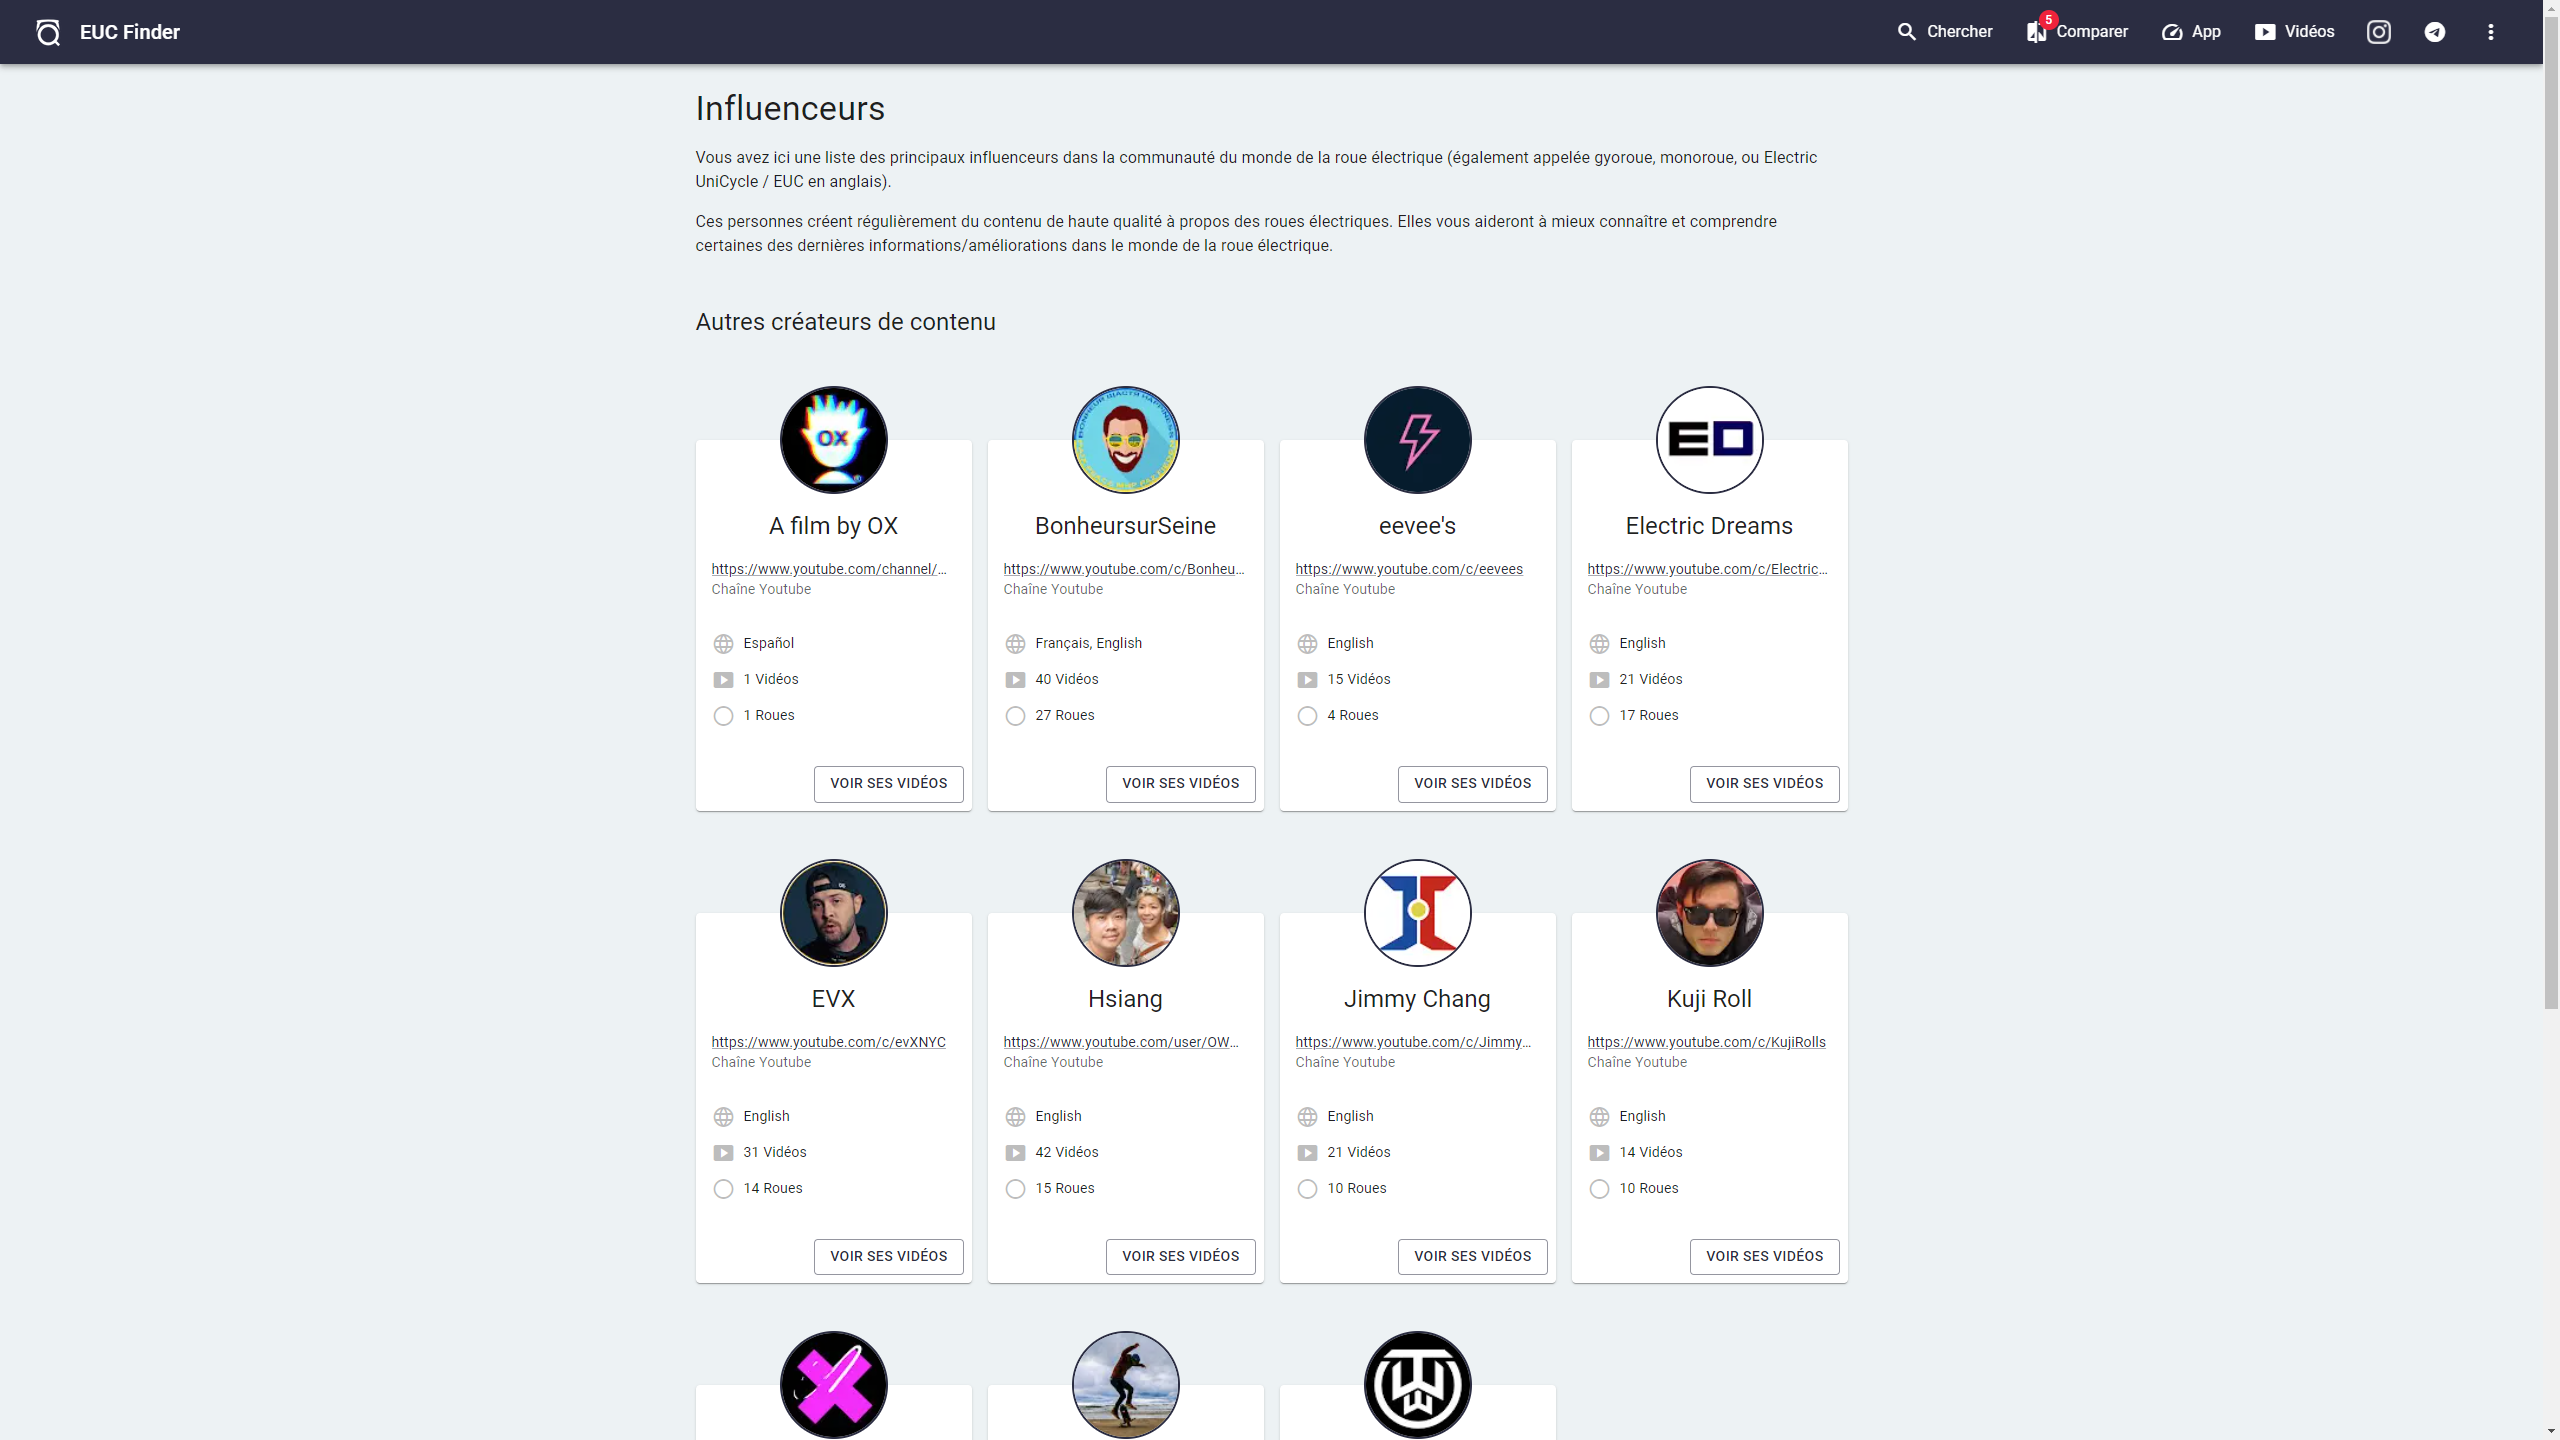 EUC Finder
Chercher
5
Comparer
App
Vidéos
Influenceurs
Vous avez ici une liste des principaux influenceurs dans la communauté du monde de la roue électrique (également appelée gyoroue, monoroue, ou Electric
UniCycle / EUC en anglais).
Ces personnes créent régulièrement du contenu de haute qualité à propos des roues électriques. Elles vous aideront à mieux connaître et comprendre
certaines des dernières informations/améliorations dans le monde de la roue électrique.
Autres créateurs de contenu
OX
A film by OX
https://www.youtube.com/channel/...
Chaîne Youtube
Español
1 Vidéos
1 Roues
VOIR SES VIDÉOS
BonheursurSeine
https://www.youtube.com/c/Bonheu...
Chaîne Youtube
Français, English
40 Vidéos
27 Roues
VOIR SES VIDÉOS
eevee's
https://www.youtube.com/c/eevees
Chaîne Youtube
English
15 Vidéos
4 Roues
VOIR SES VIDÉOS
ED
Electric Dreams
https://www.youtube.com/c/Electric...
Chaîne Youtube
English
21 Vidéos
17 Roues
VOIR SES VIDÉOS
EVX
https://www.youtube.com/c/evXNYC
Chaîne Youtube
English
31 Vidéos
14 Roues
VOIR SES VIDÉOS
Hsiang
https://www.youtube.com/user/OW...
Chaîne Youtube
English
42 Vidéos
15 Roues
VOIR SES VIDÉOS
Jimmy Chang
https://www.youtube.com/c/Jimmy...
Chaîne Youtube
English
21 Vidéos
10 Roues
VOIR SES VIDÉOS
Kuji Roll
https://www.youtube.com/c/KujiRolls
Chaîne Youtube
English
14 Vidéos
10 Roues
VOIR SES VIDÉOS